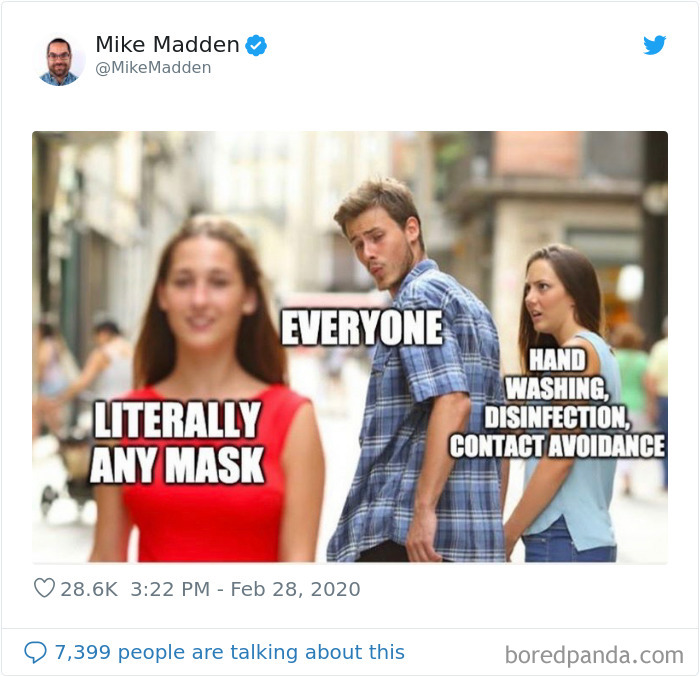 Mike Madden
@MikeMadden
EVERYONE
LITERALLY
ANY MASK
HAND
WASHING,
DISINFECTION,
CONTACT AVOIDANCE
28.6K 3:22 PM - Feb 28, 2020
7,399 people are talking about this
boredpanda.com